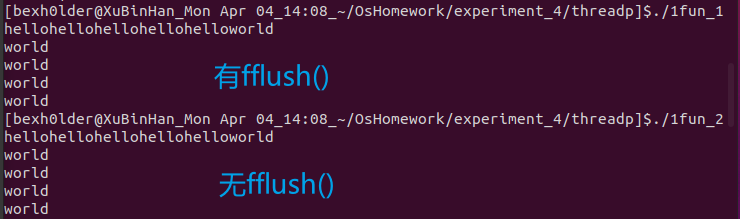 [bexh0lder@XuBinHan_Mon Apr 04_14:08_~/OsHomework/experiment_4/threadp]$./1fun_1
hellohellohellohellohelloworld
world
world
world
world
有fflush()
[bexh0lder@XuBinHan_Mon Apr 04_14:08_~/OsHomework/experiment_4/threadp]$./1fun_2
hellohellohellohellohelloworld
world
world
world
world
无fflush()